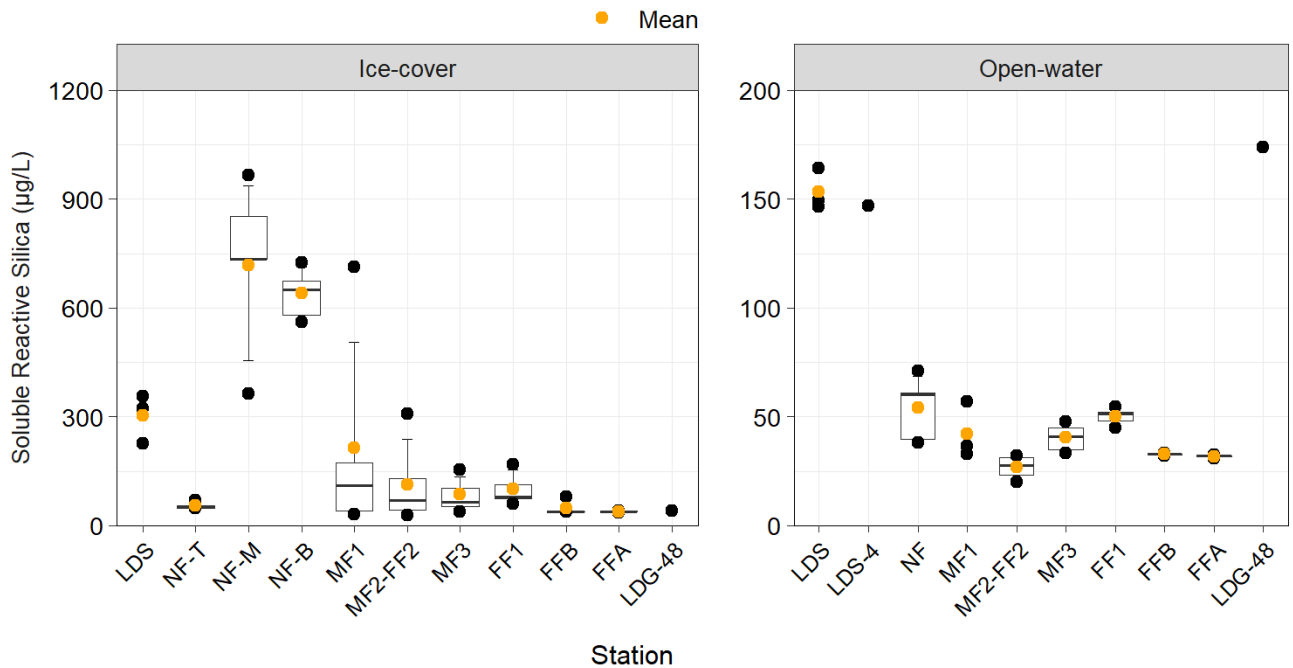 Mean
Ice-cover
Open-water
Soluble Reactive Silica (µg/L)
1200
900
600
300
0
200
150
100
50
0
LDS
NF-T
NF-M
NF-B
MF1
MF2-FF2
MF3
FF1
FFB
FFA
LDG-48
LDS
LDS-4
NF
MF1
MF2-FF2
MF3
FF1
FFB
FFA
LDG-48
Station